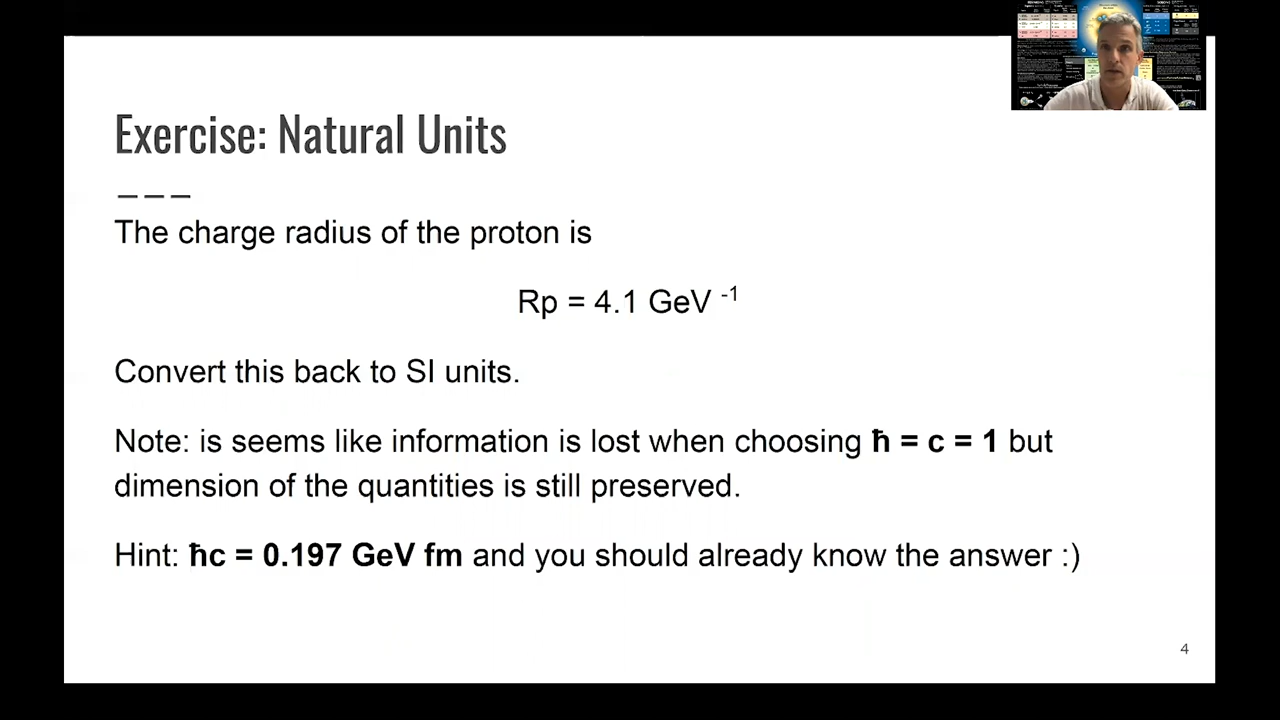 Exercise: Natural Units
The charge radius of the proton is
Rp = 4.1 GeV ⁻¹
Convert this back to SI units.
Note: is seems like information is lost when choosing ħ = c = 1 but
dimension of the quantities is still preserved.
Hint: ħc = 0.197 GeV fm and you should already know the answer :)
4